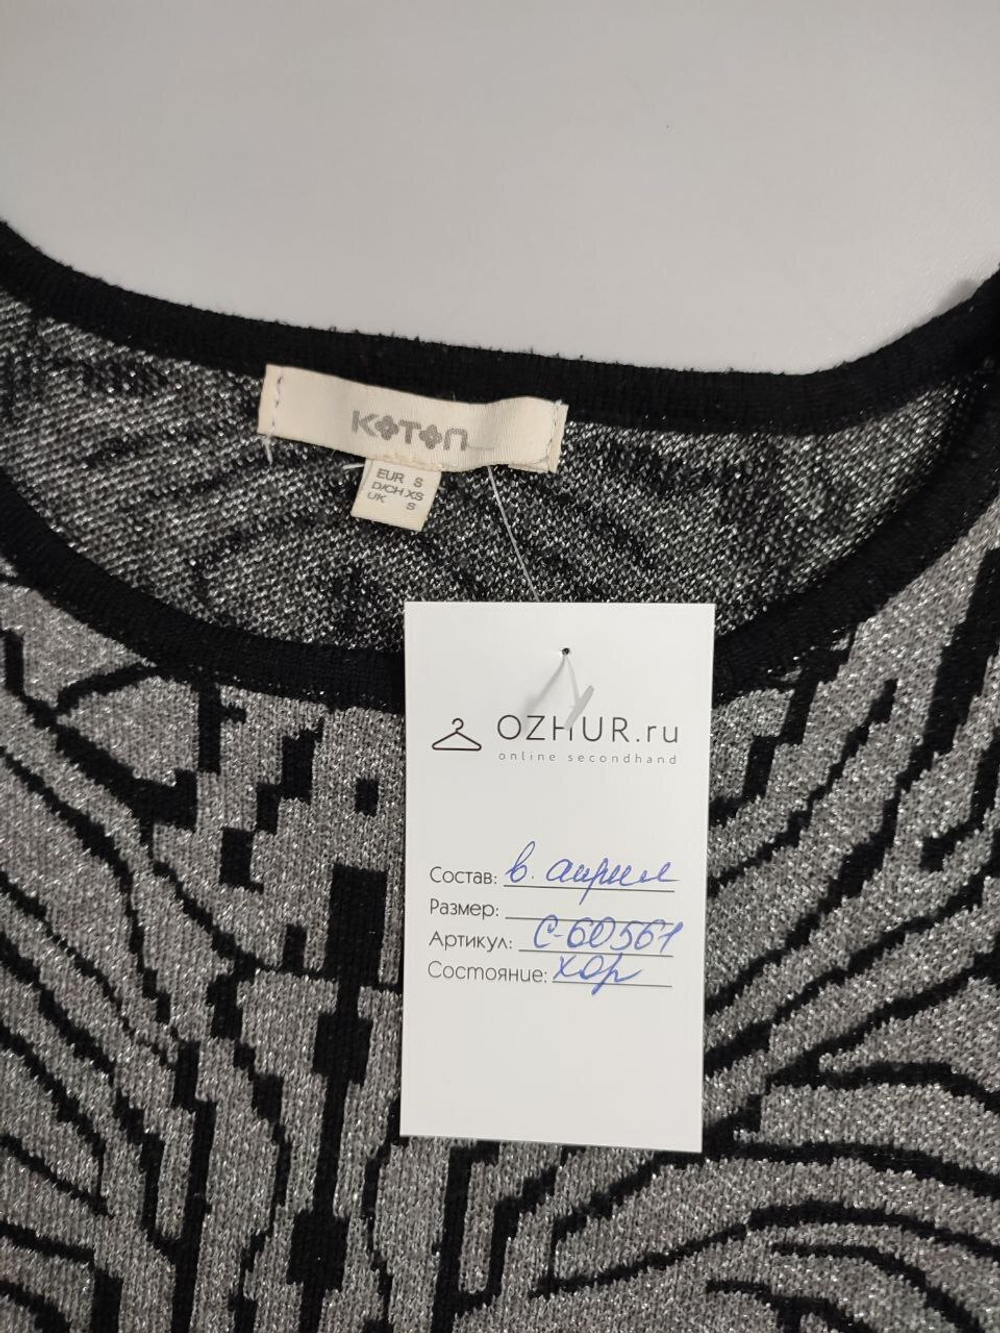 KOTON
EUR S
D/CH XS
UK S
OZHUR.ru
online secondhand
Состав: в. акрил
Размер:
Артикул: С-60561
Состояние: хор